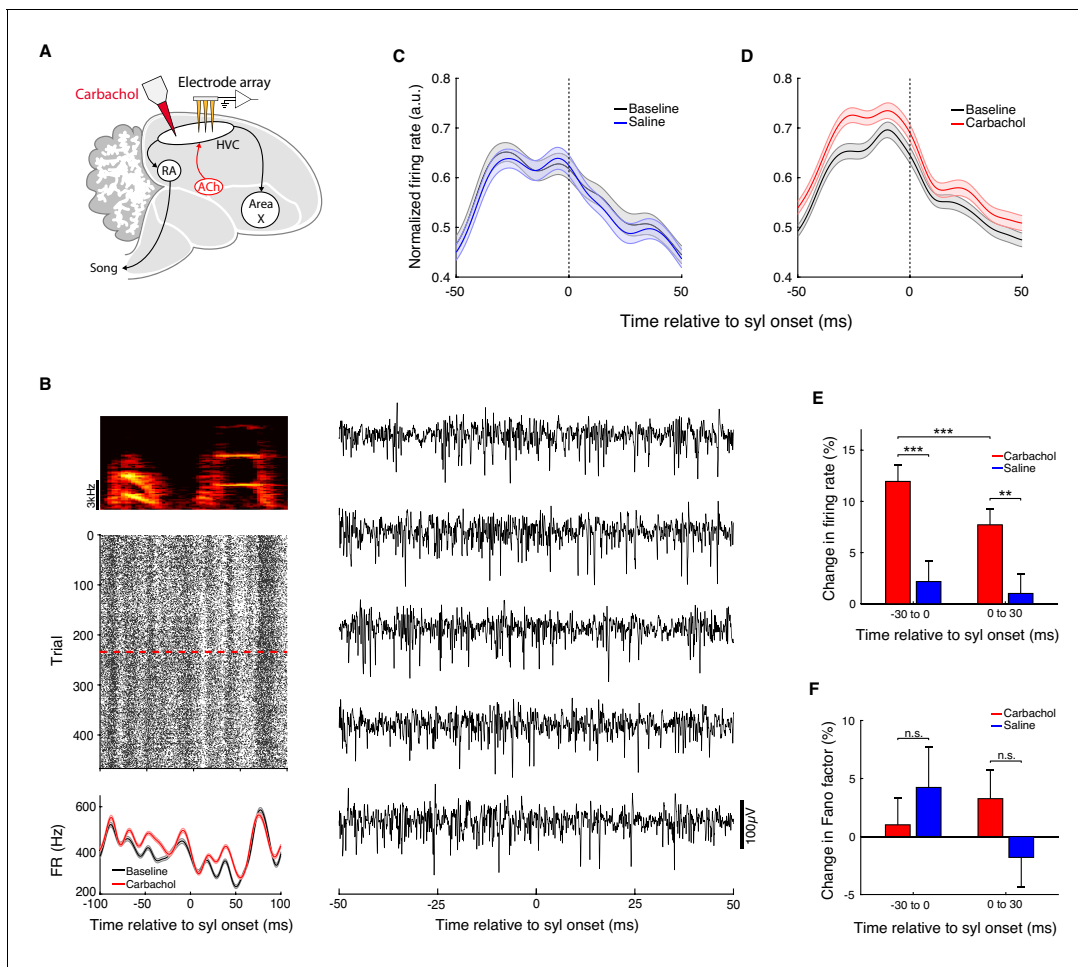 A
Carbachol
Electrode array
HVC
RA
ACh
Area
X
Song
C
Normalized firing rate (a.u.)
0.8
0.7
0.6
0.5
0.4
Baseline
Saline
-50
0
50
D
0.8
0.7
0.6
0.5
0.4
Baseline
Carbachol
-50
0
50
Time relative to syl onset (ms)
B
3kHz
Trial
0
100
200
300
400
-100
-50
0
50
100
FR (Hz)
600
400
200
Baseline
Carbachol
-100
-50
0
50
100
Time relative to syl onset (ms)
100µV
-50
-25
0
25
50
Time relative to syl onset (ms)
E
Change in firing rate (%)
15
10
5
0
***
***
**
Carbachol
Saline
-30 to 0
0 to 30
Time relative to syl onset (ms)
F
Change in Fano factor (%)
10
5
0
-5
n.s.
n.s.
Carbachol
Saline
-30 to 0
0 to 30
Time relative to syl onset (ms)